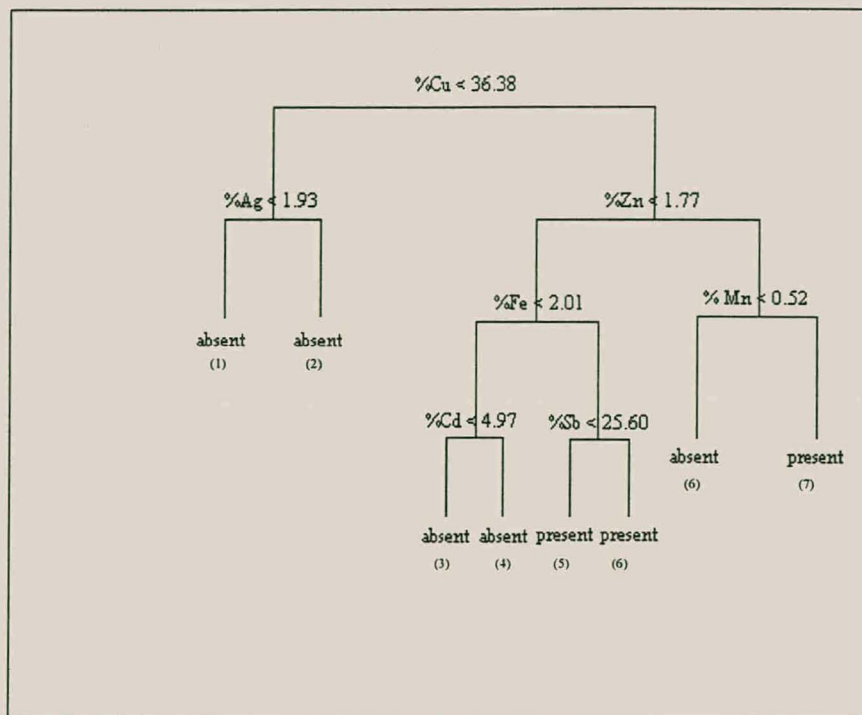 %Cu < 36.38
%Ag < 1.93
%Zn < 1.77
%Fe < 2.01
% Mn < 0.52
absent
absent
(1)
(2)
%Cd < 4.97
%Sb < 25.60
absent
present
(6)
(7)
absent
absent
present
present
(3)
(4)
(5)
(6)